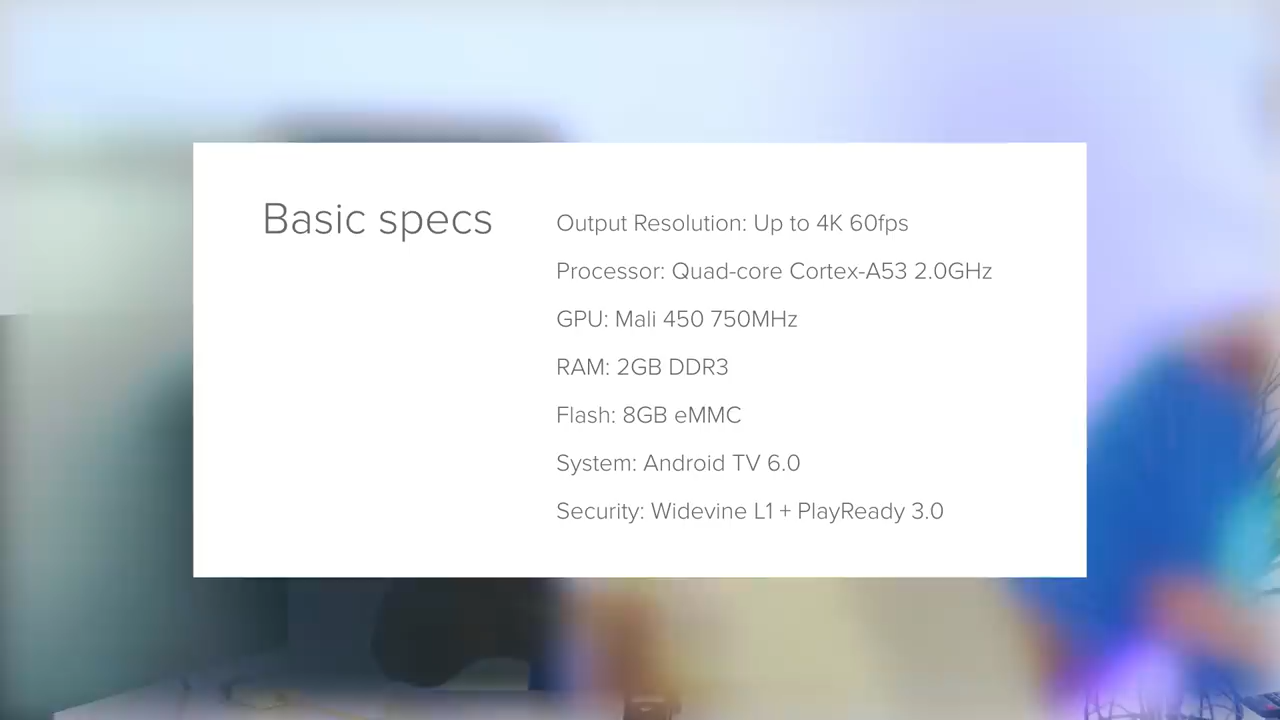 Basic specs
Output Resolution: Up to 4K 60fps
Processor: Quad-core Cortex-A53 2.0GHz
GPU: Mali 450 750MHz
RAM: 2GB DDR3
Flash: 8GB eMMC
System: Android TV 6.0
Security: Widevine L1 + PlayReady 3.0